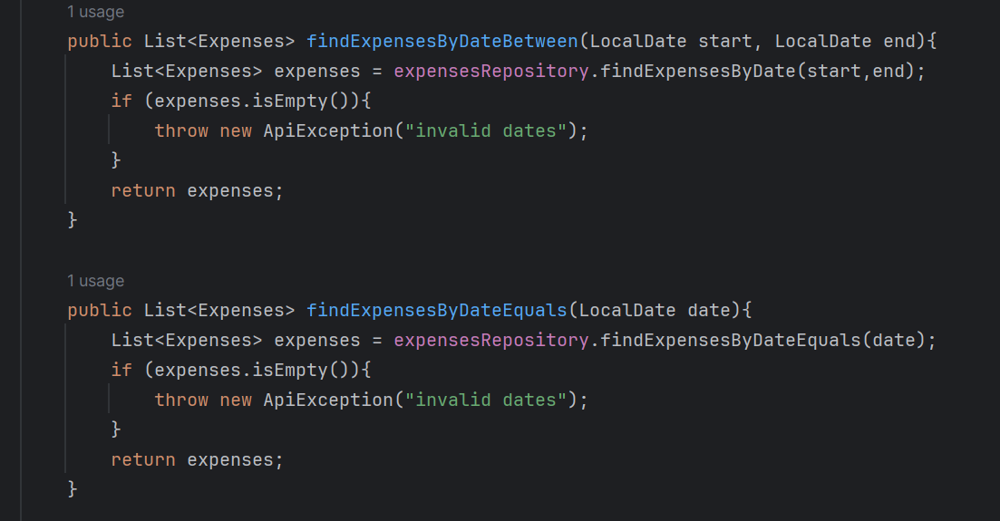 1 usage
public List<Expenses> findExpensesByDateBetween(LocalDate start, LocalDate end){
List<Expenses> expenses = expensesRepository.findExpensesByDate(start,end);
if (expenses.isEmpty()){
throw new ApiException("invalid dates");
}
return expenses;
}
1 usage
public List<Expenses> findExpensesByDateEquals(LocalDate date){
List<Expenses> expenses = expensesRepository.findExpensesByDateEquals(date);
if (expenses.isEmpty()){
throw new ApiException("invalid dates");
}
return expenses;
}